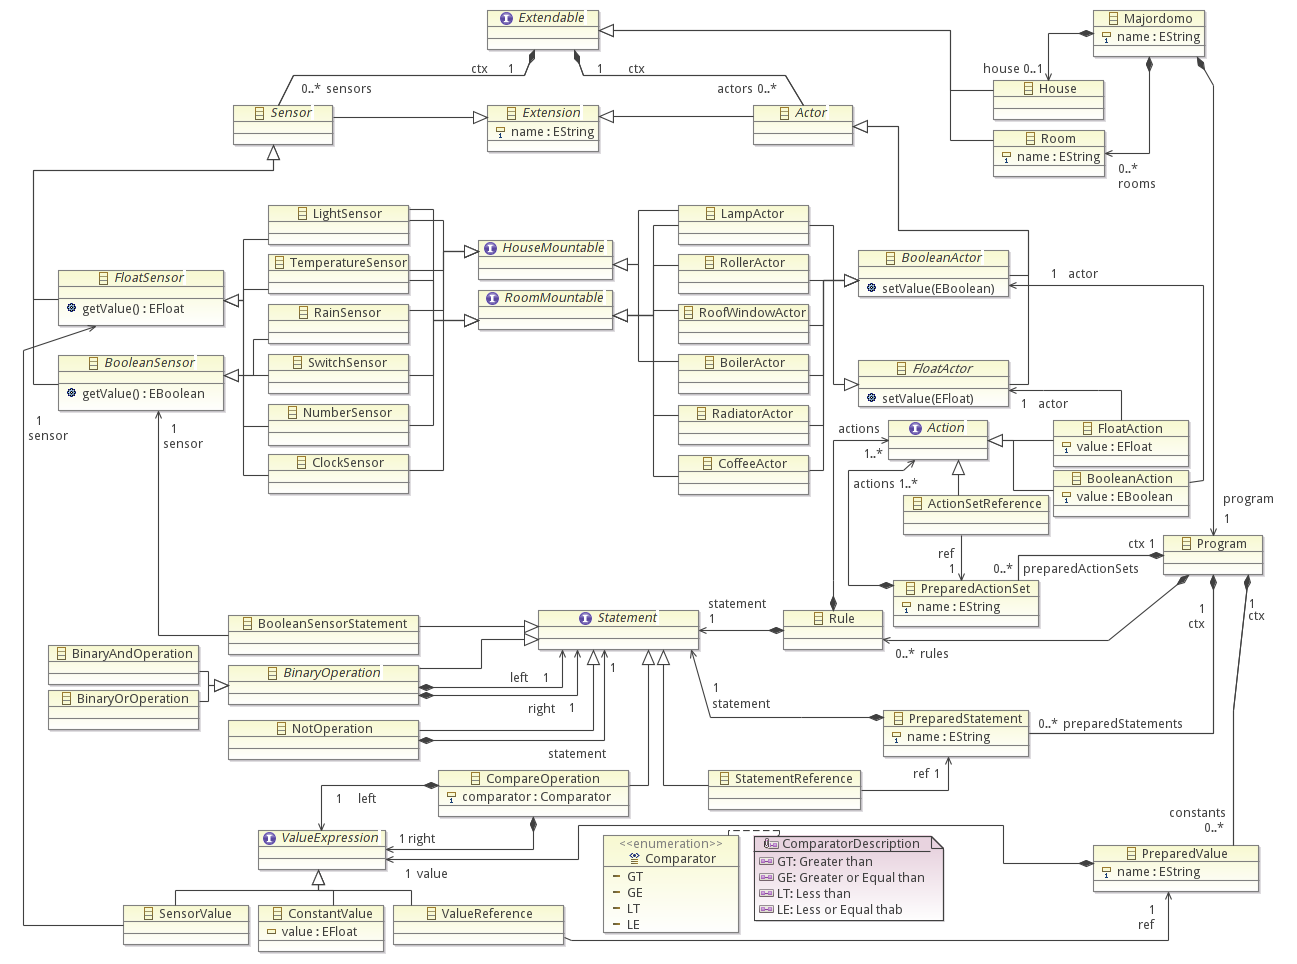 Extendable
Majordomo
name : EString
ctx 1
1 ctx
house 0..1
0..* sensors
actors 0..*
House
Sensor
Extension
name : EString
Actor
Room
name : EString
0..*
rooms
LightSensor
LampActor
HouseMountable
TemperatureSensor
RollerActor
BooleanActor
setValue(EBoolean)
1 actor
FloatSensor
getValue() : EFloat
RoomMountable
RainSensor
RoofWindowActor
BooleanSensor
getValue() : EBoolean
SwitchSensor
BoilerActor
FloatActor
setValue(EFloat)
1 actor
NumberSensor
RadiatorActor
1
sensor
1
sensor
actions
1..*
Action
FloatAction
value : EFloat
ClockSensor
CoffeeActor
actions 1..*
BooleanAction
value : EBoolean
ActionSetReference
program
1
ctx 1
Program
ref
1
0..* preparedActionSets
PreparedActionSet
name : EString
statement
1
1
ctx
1
ctx
BooleanSensorStatement
Statement
Rule
0..* rules
BinaryAndOperation
BinaryOperation
left 1
1
BinaryOrOperation
right 1
1
statement
NotOperation
statement
PreparedStatement
name : EString
0..* preparedStatements
CompareOperation
comparator : Comparator
StatementReference
ref 1
1 left
ValueExpression
1 right
1 value
constants
0..*
<<enumeration>>
Comparator
GT
GE
LT
LE
ComparatorDescription
GT: Greater than
GE: Greater or Equal than
LT: Less than
LE: Less or Equal thab
PreparedValue
name : EString
SensorValue
ConstantValue
value : EFloat
ValueReference
1
ref